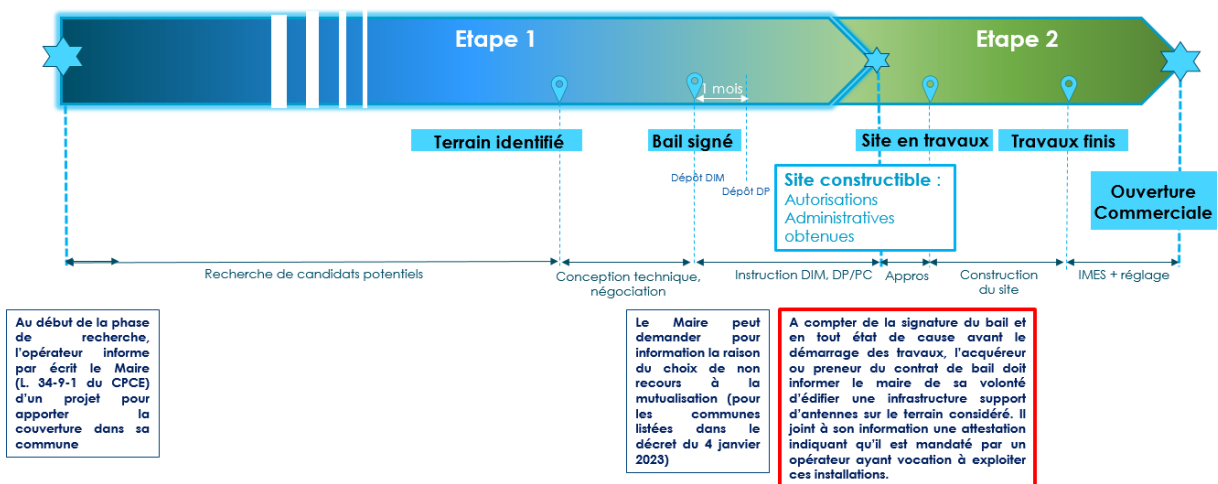 Etape 1
Etape 2
1 mois
Terrain identifié
Bail signé
Site en travaux
Travaux finis
Dépôt DIM
Dépôt DP
Site constructible :
Autorisations
Administratives
obtenues
Ouverture
Commerciale
Recherche de candidats potentiels
Conception technique,
négociation
Instruction DIM, DP/PC
Appros
Construction
du site
IMES + réglage
Au début de la phase
de recherche,
l'opérateur informe
par écrit le Maire
(L. 34-9-1 du CPCE)
d'un projet pour
apporter la
couverture dans sa
commune
Le Maire peut
demander pour
information la raison
du choix de non
recours à la
mutualisation (pour
les communes
listées dans le
décret du 4 janvier
2023)
A compter de la signature du bail et
en tout état de cause avant le
démarrage des travaux, l'acquéreur
ou preneur du contrat de bail doit
informer le maire de sa volonté
d'édifier une infrastructure support
d'antennes sur le terrain considéré. Il
joint à son information une attestation
indiquant qu'il est mandaté par un
opérateur ayant vocation à exploiter
ces installations.